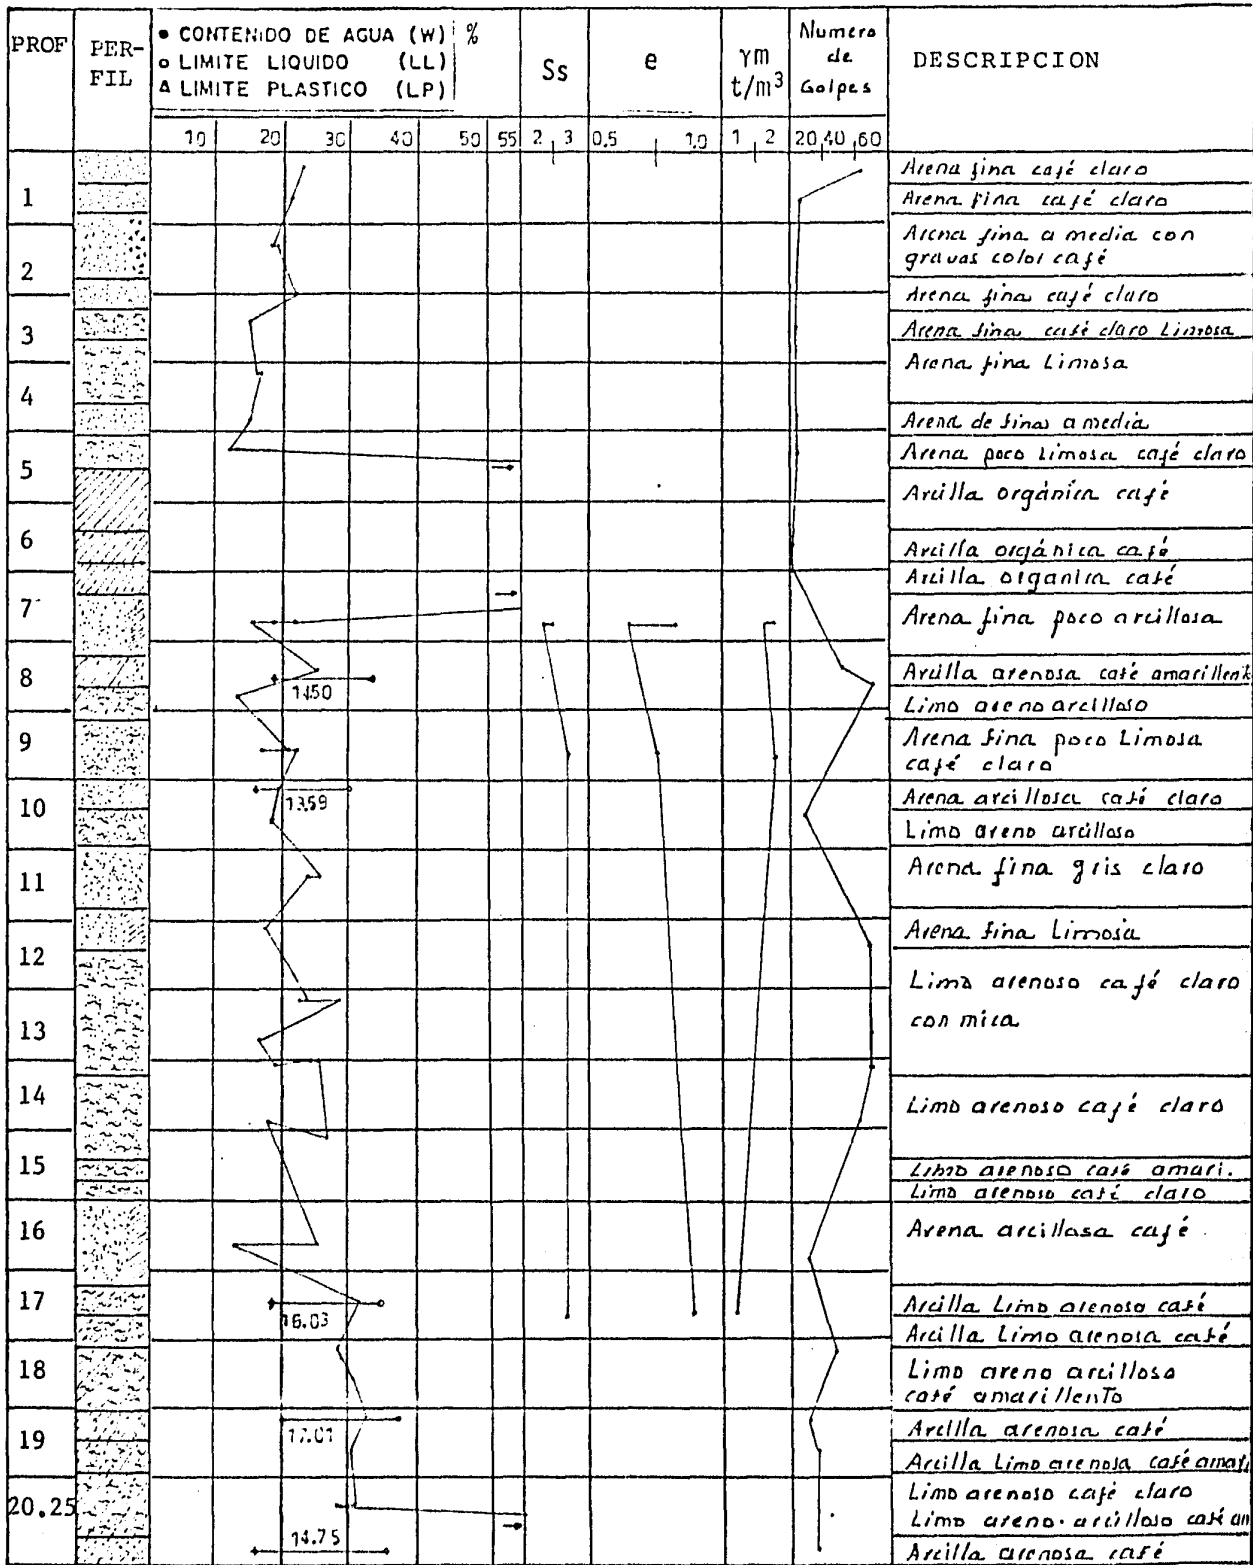 PROF
PER-
FIL
• CONTENIDO DE AGUA (W) %
o LIMITE LIQUIDO (LL)
Δ LIMITE PLASTICO (LP)
Ss
e
γm
t/m³
Numero
de
Golpes
DESCRIPCION
10 20 30 40 50 55 2 3 0,5 1,0 1 2 20 40 60
Arena fina café claro
1
Arena fina café claro
Arena fina a media con
gravas color café
2
Arena fina café claro
3
Arena fina café claro Limosa
Arena fina Limosa
4
Arena de finas a media
Arena poco Limosa café claro
5
Arcilla orgánica café
6
Arcilla orgánica café
Arcilla organica café
7
Arena fina poco arcillosa
8
Arcilla arenosa café amarillent
14.50
Limo areno arcilloso
9
Arena fina poco Limosa
café claro
13.59
Arena arcillosa café claro
10
Limo areno arcilloso
11
Arena fina gris claro
Arena fina Limosa
12
Limo arenoso café claro
con mica
13
14
Limo arenoso café claro
15
Limo arenoso café amari.
Limo arenoso café claro
16
Arena arcillosa café
17
Arcilla Limo arenosa café
16.03
Arcilla Limo arenosa café
18
Limo areno arcilloso
café amarillento
Arcilla arenosa café
17.01
19
Arcilla Limo arenosa café amari
20.25
Limo arenoso café claro
Limo areno-arcilloso café am
14.75
Arcilla arenosa café